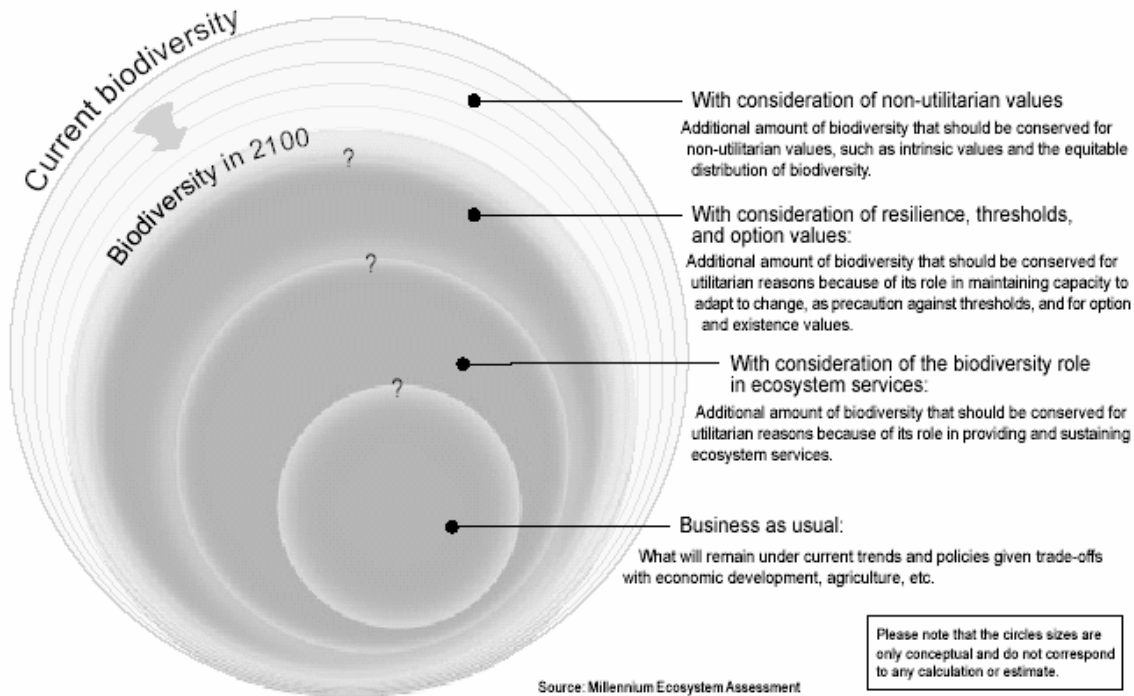 Current biodiversity
Biodiversity in 2100
?
?
?
With consideration of non-utilitarian values
Additional amount of biodiversity that should be conserved for
non-utilitarian values, such as intrinsic values and the equitable
distribution of biodiversity.
With consideration of resilience, thresholds,
and option values:
Additional amount of biodiversity that should be conserved for
utilitarian reasons because of its role in maintaining capacity to
adapt to change, as precaution against thresholds, and for option
and existence values.
With consideration of the biodiversity role
in ecosystem services:
Additional amount of biodiversity that should be conserved for
utilitarian reasons because of its role in providing and sustaining
ecosystem services.
Business as usual:
What will remain under current trends and policies given trade-offs
with economic development, agriculture, etc.
Please note that the circles sizes are
only conceptual and do not correspond
to any calculation or estimate.
Source: Millennium Ecosystem Assessment